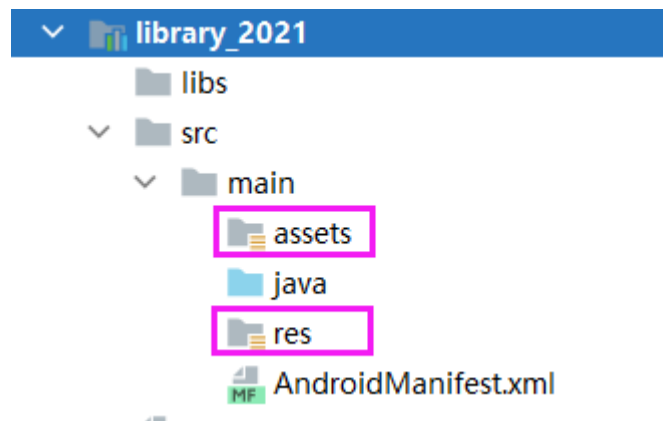 library_2021
libs
src
main
assets
java
res
MF AndroidManifest.xml